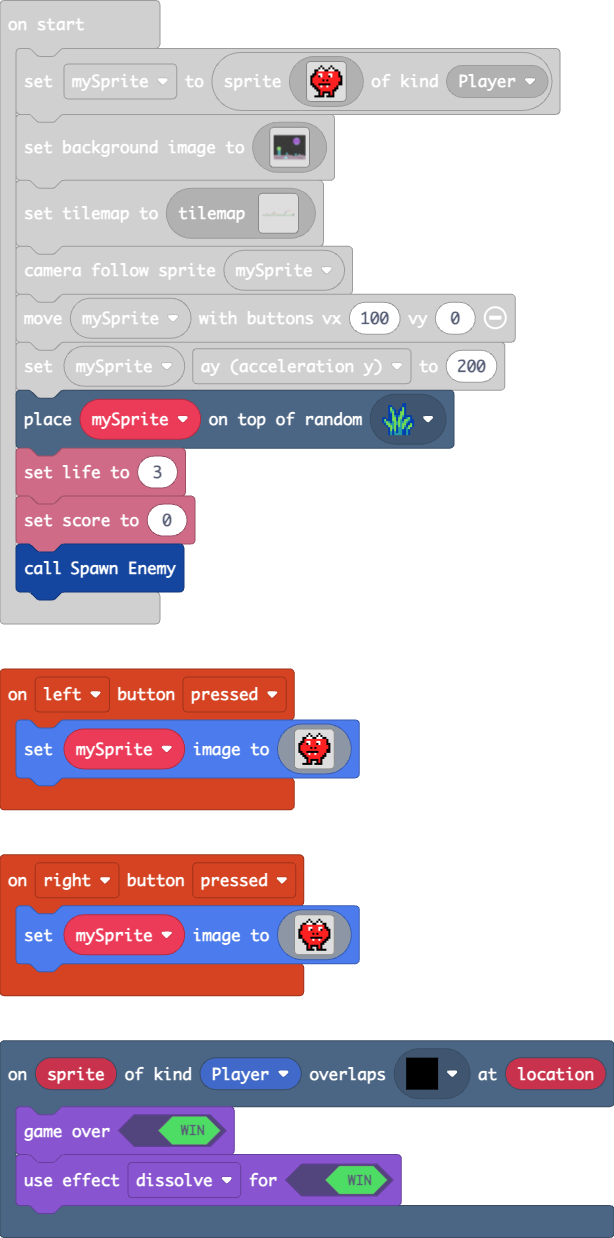 on start
set mySprite to sprite of kind Player
set background image to
set tilemap to tilemap
camera follow sprite mySprite
move mySprite with buttons vx 100 vy 0
set mySprite ay (acceleration y) to 200
place mySprite on top of random
set life to 3
set score to 0
call Spawn Enemy
on left button pressed
set mySprite image to
on right button pressed
set mySprite image to
on sprite of kind Player overlaps at location
game over WIN
use effect dissolve for WIN